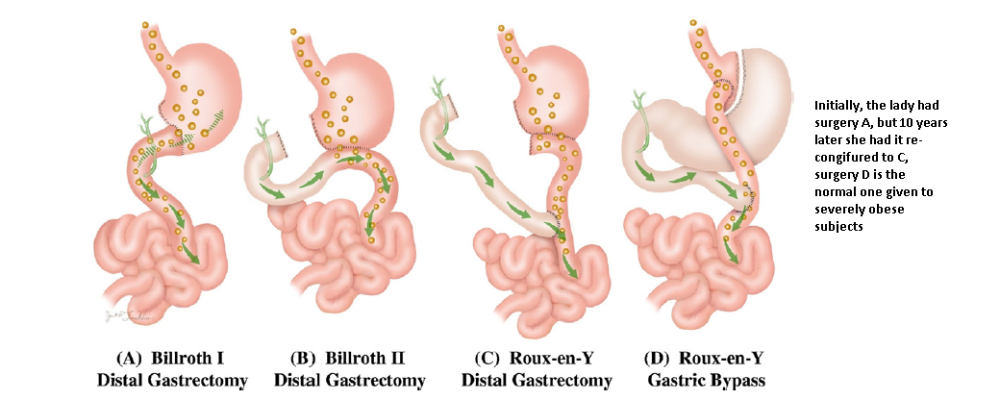 Initially, the lady had
surgery A, but 10 years
later she had it re-
congifured to C,
surgery D is the
normal one given to
severely obese
subjects
(A) Billroth I
Distal Gastrectomy
(B) Billroth II
Distal Gastrectomy
(C) Roux-en-Y
Distal Gastrectomy
(D) Roux-en-Y
Gastric Bypass